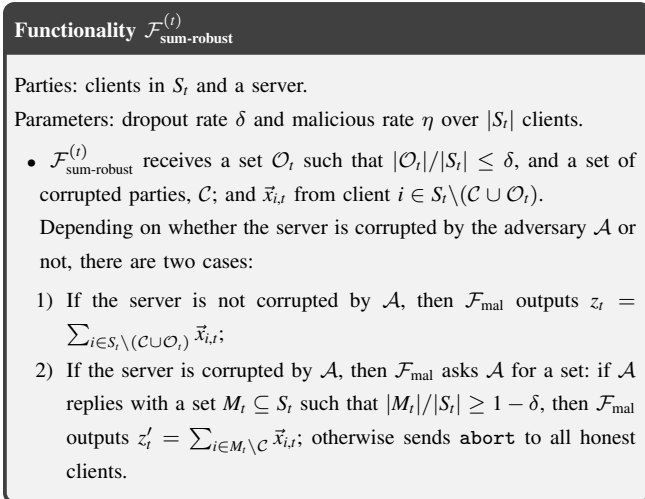 Functionality $\mathcal{F}^{(t)}_{\text{sum-robust}}$
Parties: clients in $S_t$ and a server.
Parameters: dropout rate $\delta$ and malicious rate $\eta$ over $|S_t|$ clients.
• $\mathcal{F}^{(t)}_{\text{sum-robust}}$ receives a set $\mathcal{O}_t$ such that $|\mathcal{O}_t|/|S_t| \leq \delta$, and a set of
corrupted parties, $\mathcal{C}$; and $\vec{x}_{i,t}$ from client $i \in S_t \backslash (\mathcal{C} \cup \mathcal{O}_t)$.
Depending on whether the server is corrupted by the adversary $\mathcal{A}$ or
not, there are two cases:
1) If the server is not corrupted by $\mathcal{A}$, then $\mathcal{F}_{\text{mal}}$ outputs $z_t =$
$\sum_{i \in S_t \backslash (\mathcal{C} \cup \mathcal{O}_t)} \vec{x}_{i,t}$;
2) If the server is corrupted by $\mathcal{A}$, then $\mathcal{F}_{\text{mal}}$ asks $\mathcal{A}$ for a set: if $\mathcal{A}$
replies with a set $M_t \subseteq S_t$ such that $|M_t|/|S_t| \geq 1 - \delta$, then $\mathcal{F}_{\text{mal}}$
outputs $z'_t = \sum_{i \in M_t \backslash \mathcal{C}} \vec{x}_{i,t}$; otherwise sends abort to all honest
clients.